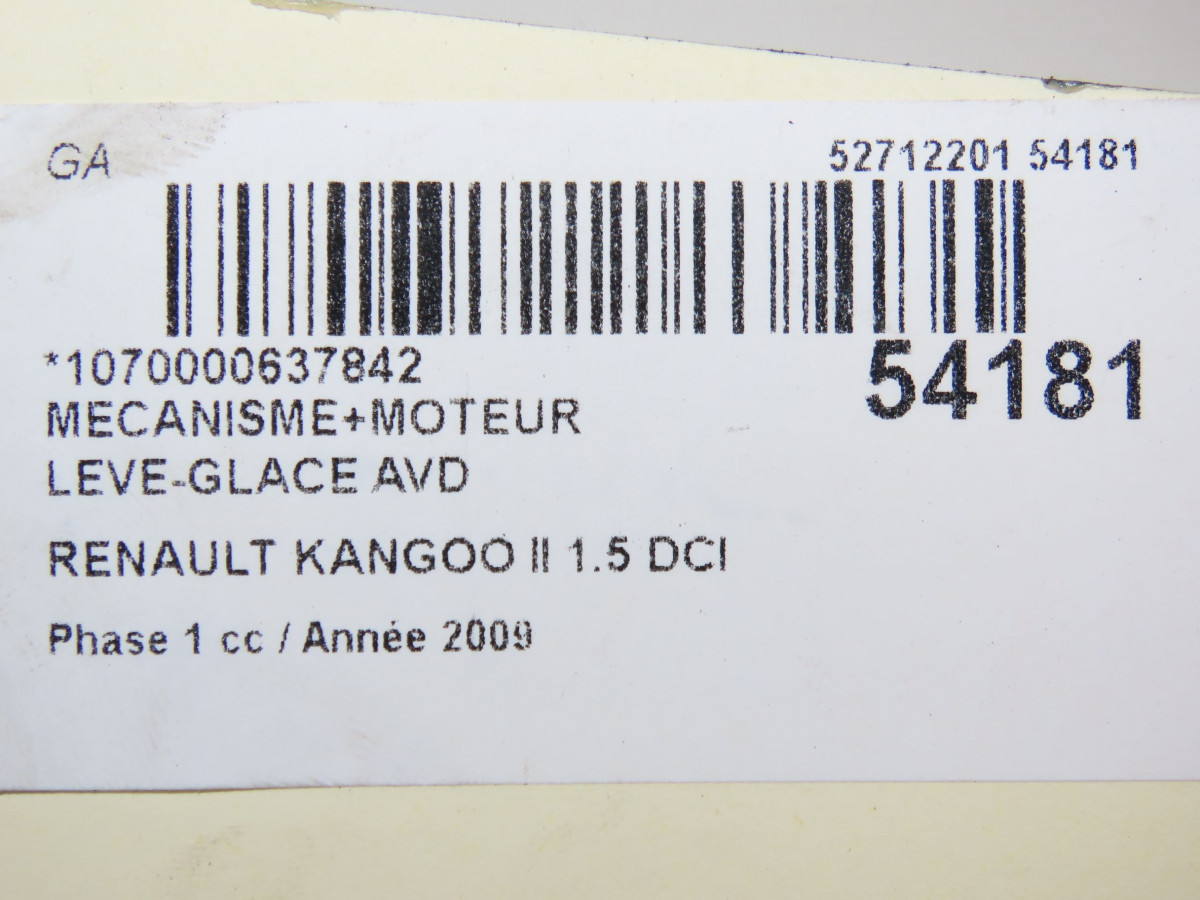 GA
52712201 54181
*1070000637842
54181
MECANISME+MOTEUR
LEVE-GLACE AVD
RENAULT KANGOO II 1.5 DCI
Phase 1 cc / Année 2009